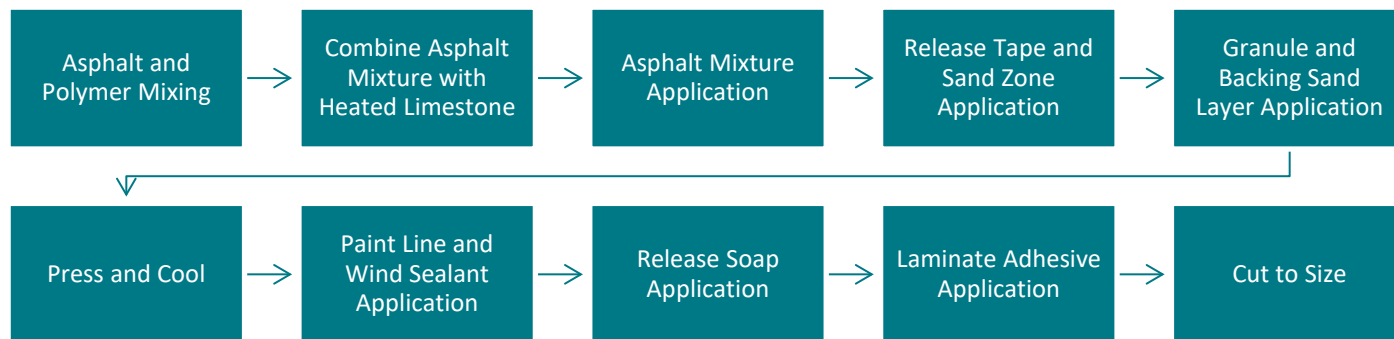 Asphalt and
Polymer Mixing
Combine Asphalt
Mixture with
Heated Limestone
Asphalt Mixture
Application
Release Tape and
Sand Zone
Application
Granule and
Backing Sand
Layer Application
Press and Cool
Paint Line and
Wind Sealant
Application
Release Soap
Application
Laminate Adhesive
Application
Cut to Size